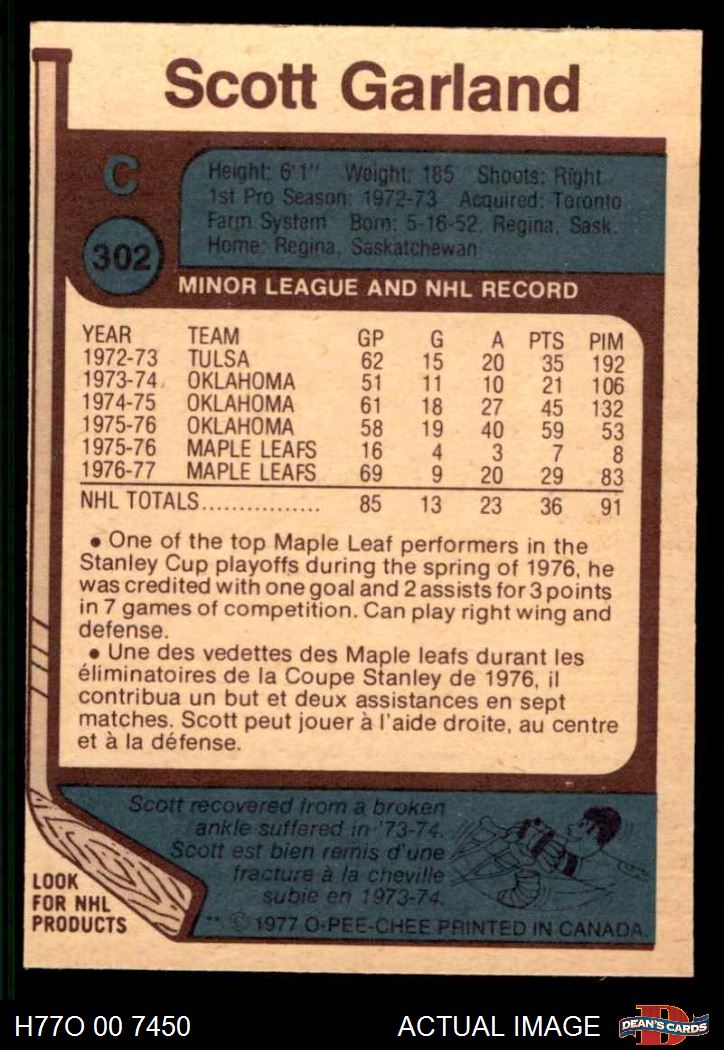 Scott Garland
C
302
Height: 6'1" Weight: 185 Shoots: Right
1st Pro Season: 1972-73 Acquired: Toronto
Farm System Born: 5-16-52, Regina, Sask.
Home: Regina, Saskatchewan
MINOR LEAGUE AND NHL RECORD
YEAR TEAM GP G A PTS PIM
1972-73 TULSA 62 15 20 35 192
1973-74 OKLAHOMA 51 11 10 21 106
1974-75 OKLAHOMA 61 18 27 45 132
1975-76 OKLAHOMA 58 19 40 59 53
1975-76 MAPLE LEAFS 16 4 3 7 8
1976-77 MAPLE LEAFS 69 9 20 29 83
NHL TOTALS................ 85 13 23 36 91
• One of the top Maple Leaf performers in the
Stanley Cup playoffs during the spring of 1976, he
was credited with one goal and 2 assists for 3 points
in 7 games of competition. Can play right wing and
defense.
• Une des vedettes des Maple leafs durant les
éliminatoires de la Coupe Stanley de 1976, il
contribua un but et deux assistances en sept
matches. Scott peut jouer à l'aide droite, au centre
et à la défense.
Scott recovered from a broken
ankle suffered in '73-74.
Scott est bien remis d'une
fracture à la cheville
subie en 1973-74.
LOOK
FOR NHL
PRODUCTS
** © 1977 O-PEE-CHEE PRINTED IN CANADA.
H77O 00 7450 ACTUAL IMAGE
D
DEAN'S CARDS